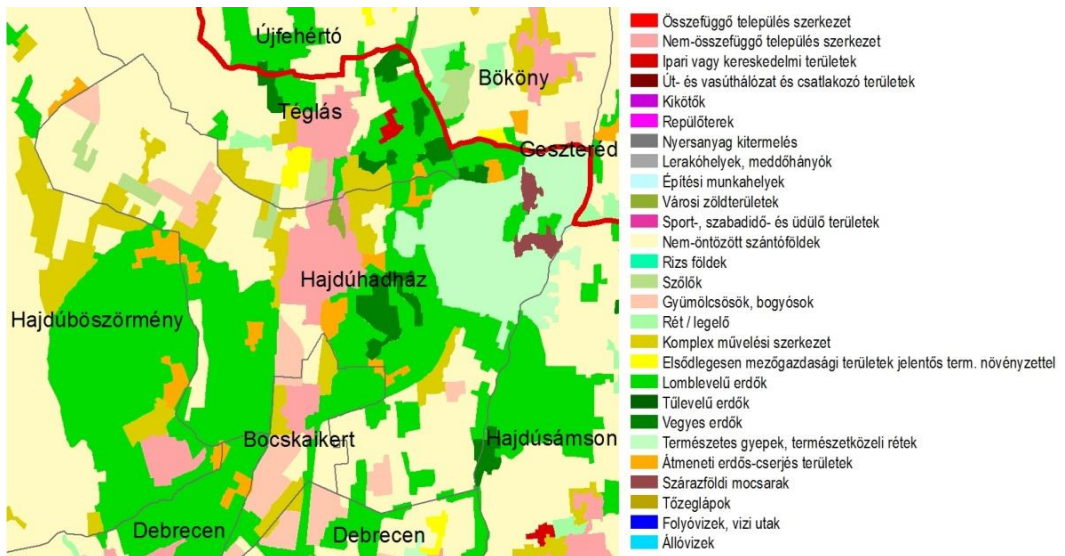 Újfehértó
Bököny
Téglás
Geszteréd
Hajdúhadház
Hajdúböszörmény
Bocskaikert
Hajdúsámson
Debrecen
Debrecen
Összefüggő település szerkezet
Nem-összefüggő település szerkezet
Ipari vagy kereskedelmi területek
Út- és vasúthálózat és csatlakozó területek
Kikötők
Repülőterek
Nyersanyag kitermelés
Lerakóhelyek, meddőhányók
Építési munkahelyek
Városi zöldterületek
Sport-, szabadidő- és üdülő területek
Nem-öntözött szántóföldek
Rizs földek
Szőlők
Gyümölcsösök, bogyósok
Rét / legelő
Komplex művelési szerkezet
Elsődlegesen mezőgazdasági területek jelentős term. növényzettel
Lomblevelű erdők
Tűlevelű erdők
Vegyes erdők
Természetes gyepek, természetközeli rétek
Átmeneti erdős-cserjés területek
Szárazföldi mocsarak
Tőzeglápok
Folyóvizek, vizi utak
Állóvizek